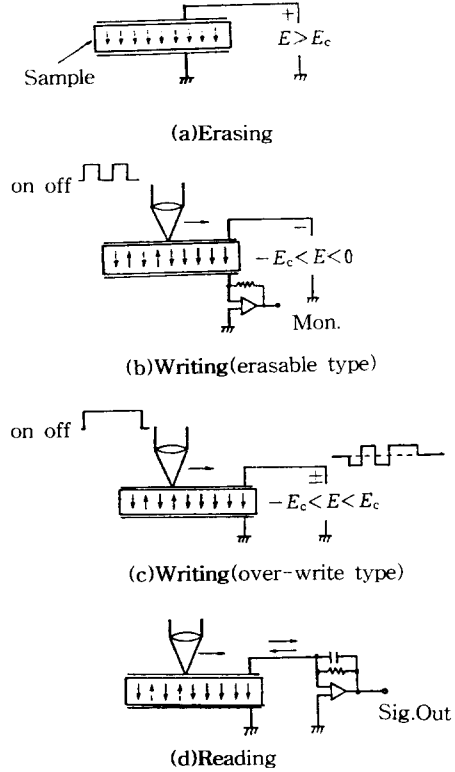 +
E > Ec
Sample
(a)Erasing
on off
−
−Ec < E < 0
Mon.
(b)Writing(erasable type)
on off
±
−Ec < E < Ec
(c)Writing(over-write type)
Sig.Out
(d)Reading